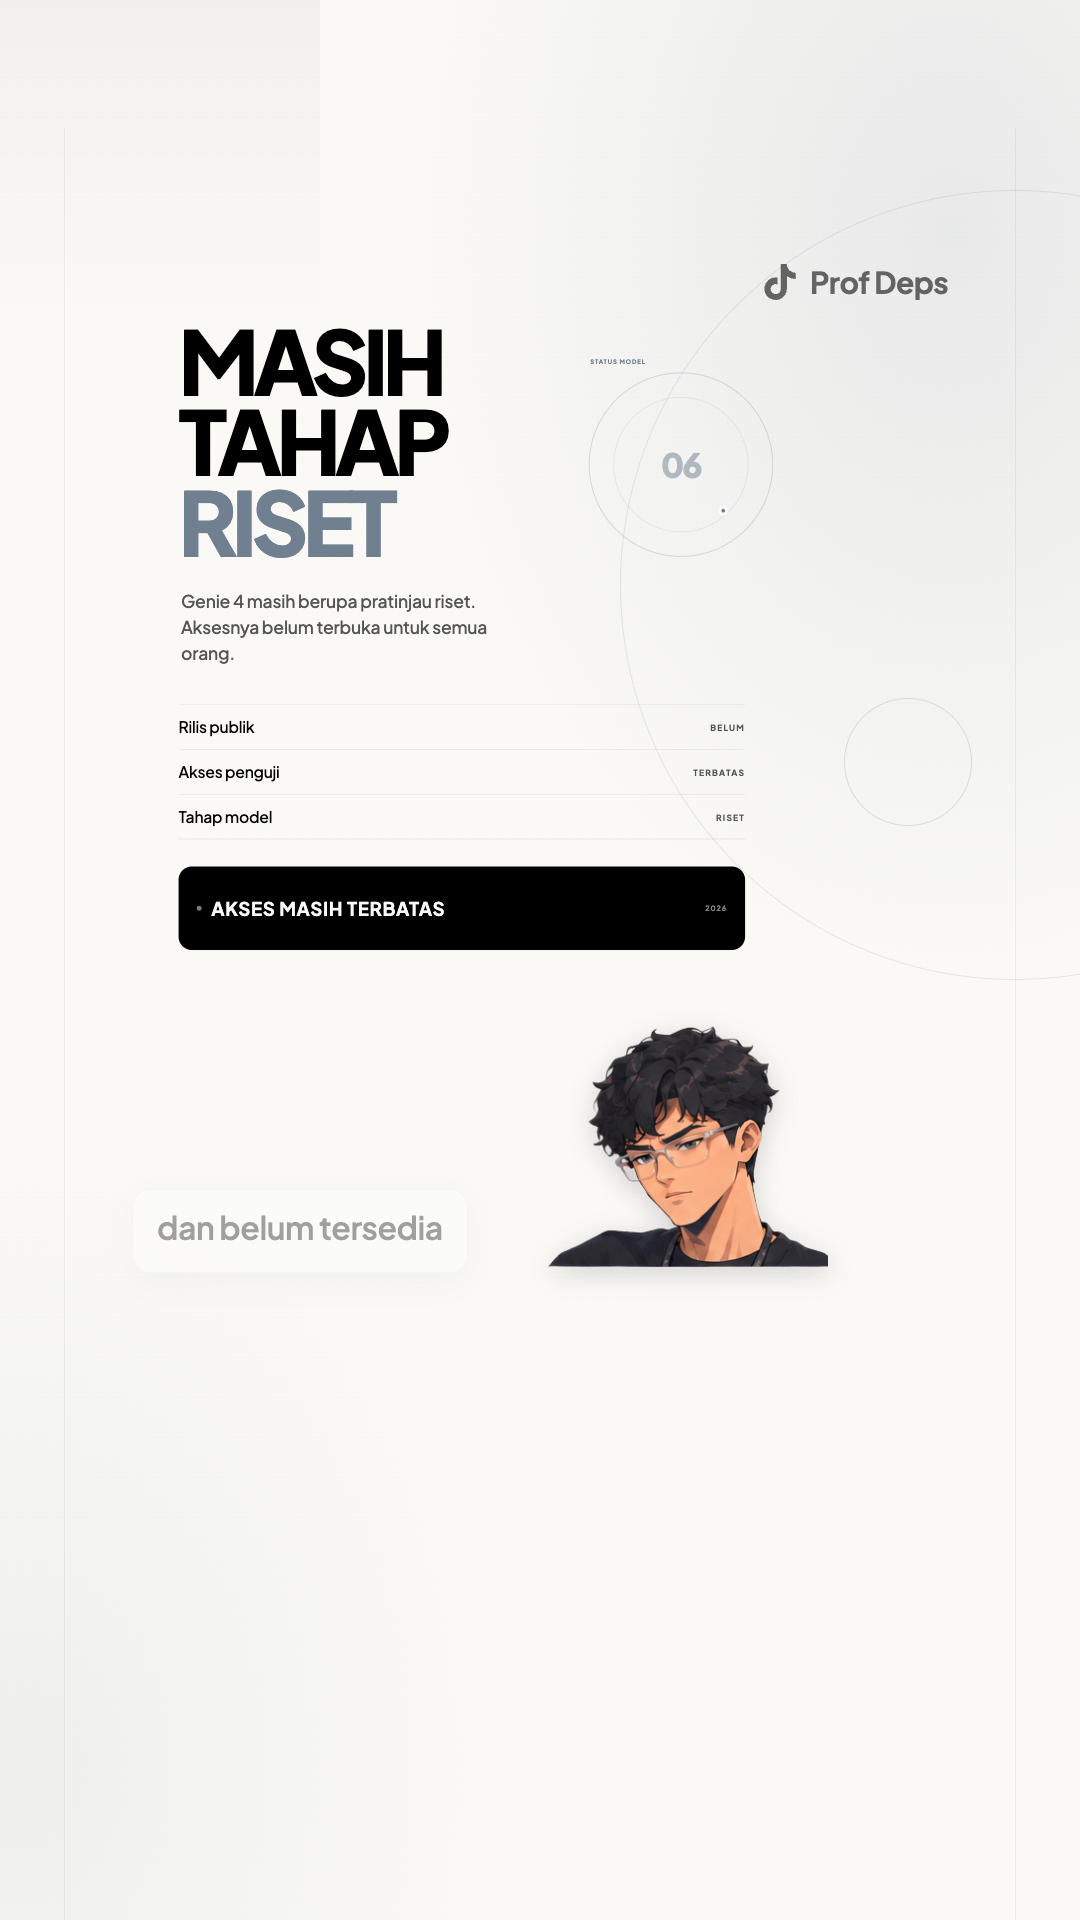 Prof Deps
MASIH
TAHAP
RISET
STATUS MODEL
06
Genie 4 masih berupa pratinjau riset.
Aksesnya belum terbuka untuk semua
orang.
Rilis publik BELUM
Akses penguji TERBATAS
Tahap model RISET
AKSES MASIH TERBATAS 2026
dan belum tersedia